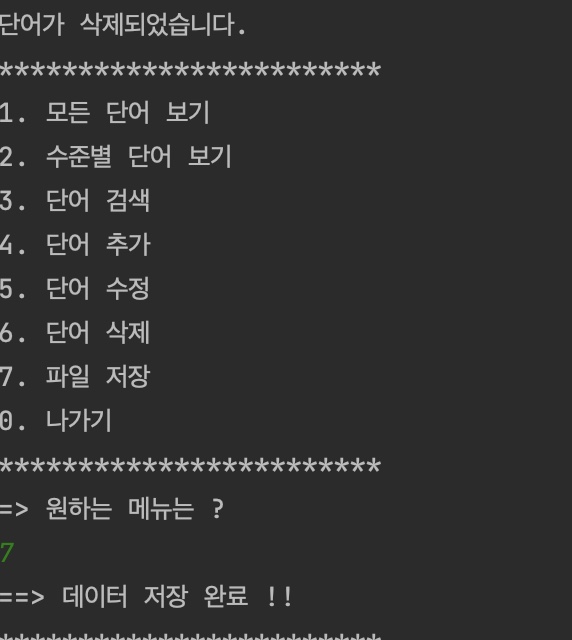 단어가 삭제되었습니다.
************************
1. 모든 단어 보기
2. 수준별 단어 보기
3. 단어 검색
4. 단어 추가
5. 단어 수정
6. 단어 삭제
7. 파일 저장
0. 나가기
************************
=> 원하는 메뉴는 ?
7
==> 데이터 저장 완료 !!
************************